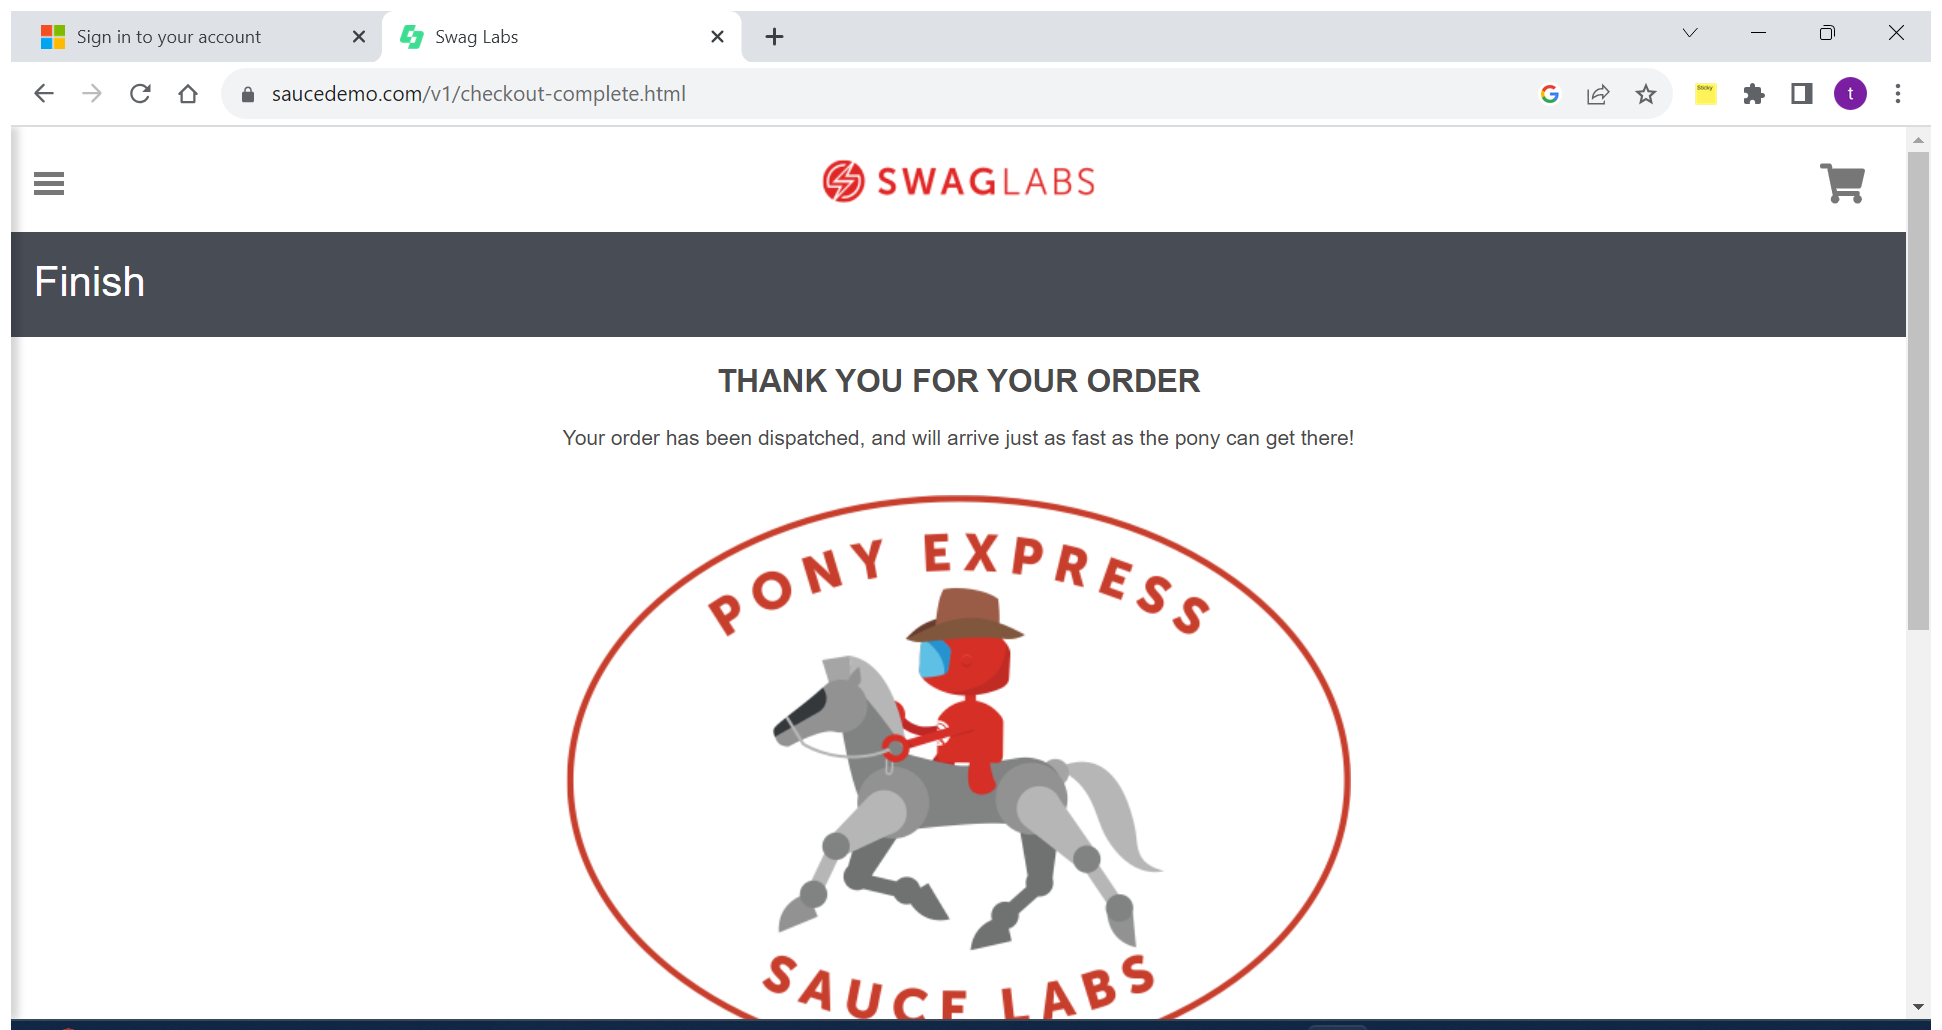 Sign in to your account
Swag Labs
saucedemo.com/v1/checkout-complete.html
Sticky
t
SWAGLABS
Finish
THANK YOU FOR YOUR ORDER
Your order has been dispatched, and will arrive just as fast as the pony can get there!
PONY EXPRESS
SAUCE LABS